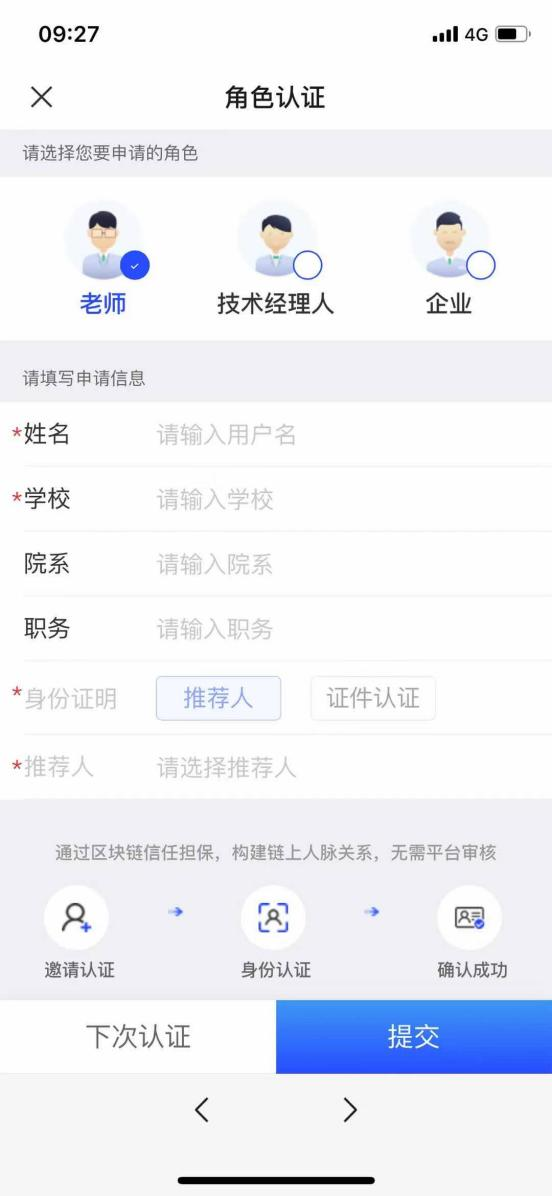 09:27 4G
角色认证
请选择您要申请的角色
老师 技术经理人 企业
请填写申请信息
*姓名 请输入用户名
*学校 请输入学校
院系 请输入院系
职务 请输入职务
*身份证明 推荐人 证件认证
*推荐人 请选择推荐人
通过区块链信任担保，构建链上人脉关系，无需平台审核
邀请认证 身份认证 确认成功
下次认证 提交